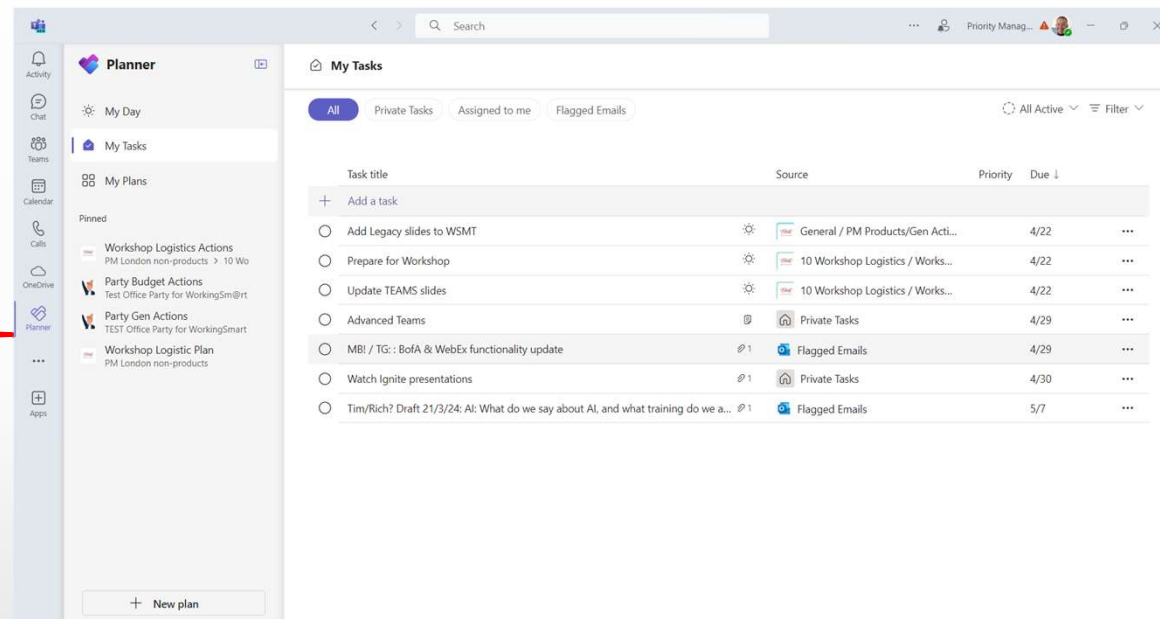 Search
Priority Manag...
Activity
Chat
Teams
Calendar
Calls
OneDrive
Planner
Apps
Planner
My Day
My Tasks
My Plans
Pinned
Workshop Logistics Actions
PM London non-products > 10 Wo
Party Budget Actions
Test Office Party for WorkingSm@rt
Party Gen Actions
TEST Office Party for WorkingSmart
Workshop Logistic Plan
PM London non-products
+ New plan
My Tasks
All Private Tasks Assigned to me Flagged Emails All Active Filter
Task title Source Priority Due ↓
+ Add a task
Add Legacy slides to WSMT General / PM Products/Gen Acti... 4/22 ...
Prepare for Workshop 10 Workshop Logistics / Works... 4/22 ...
Update TEAMS slides 10 Workshop Logistics / Works... 4/22 ...
Advanced Teams Private Tasks 4/29 ...
MB! / TG: : BofA & WebEx functionality update 1 Flagged Emails 4/29 ...
Watch Ignite presentations 1 Private Tasks 4/30 ...
Tim/Rich? Draft 21/3/24: AI: What do we say about AI, and what training do we a... 1 Flagged Emails 5/7 ...